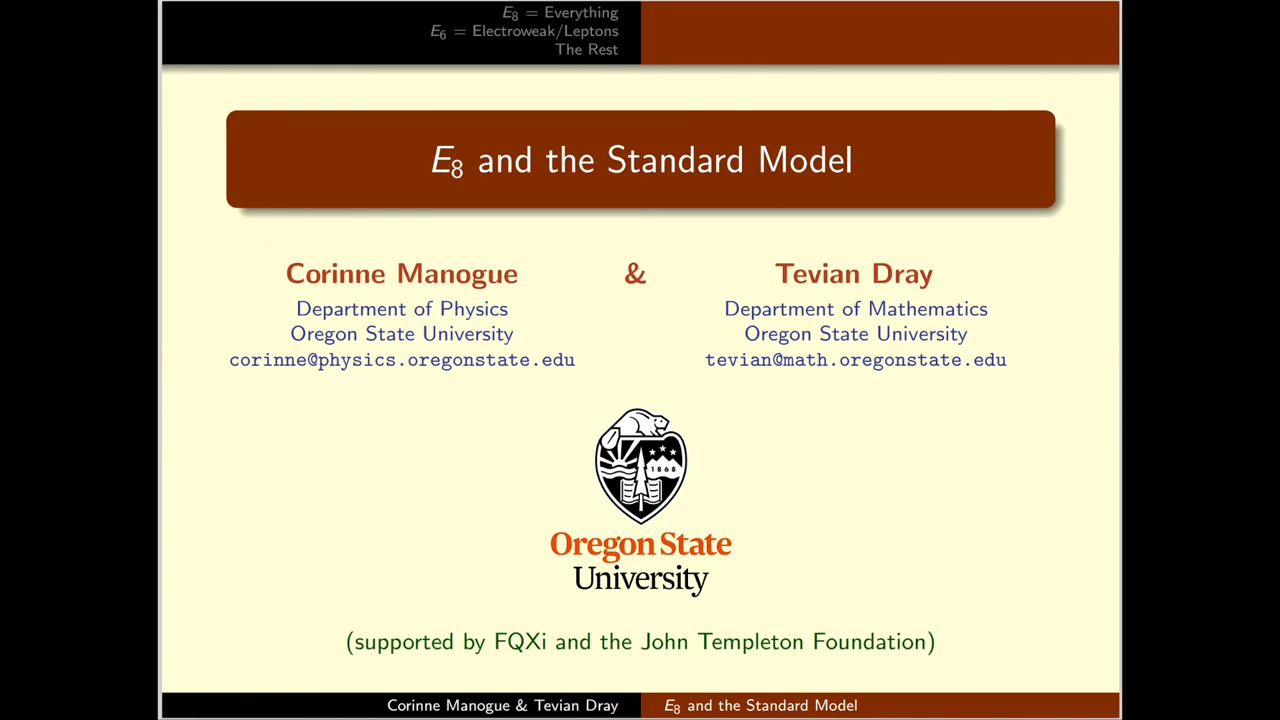 E₈ = Everything
E₆ = Electroweak/Leptons
The Rest
E₈ and the Standard Model
Corinne Manogue & Tevian Dray
Department of Physics Department of Mathematics
Oregon State University Oregon State University
corinne@physics.oregonstate.edu tevian@math.oregonstate.edu
1868
Oregon State
University
(supported by FQXi and the John Templeton Foundation)
Corinne Manogue & Tevian Dray E₈ and the Standard Model